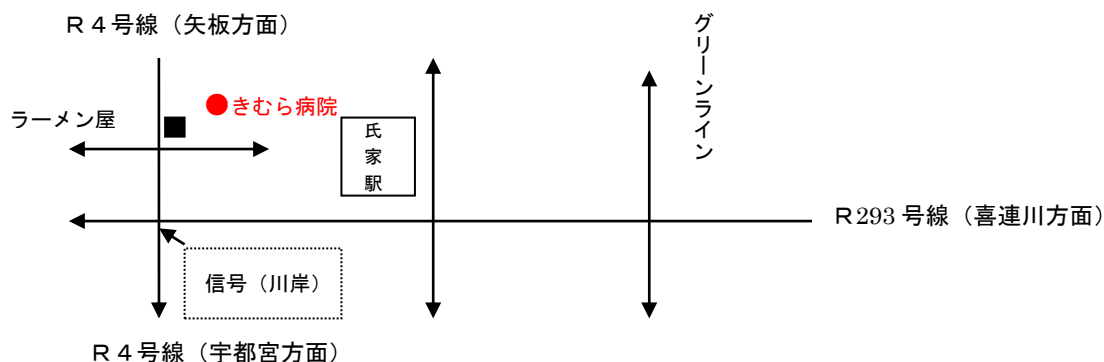 R４号線（矢板方面）
グリーンライン
きむら病院
ラーメン屋
氏家駅
R293 号線（喜連川方面）
信号（川岸）
R４号線（宇都宮方面）